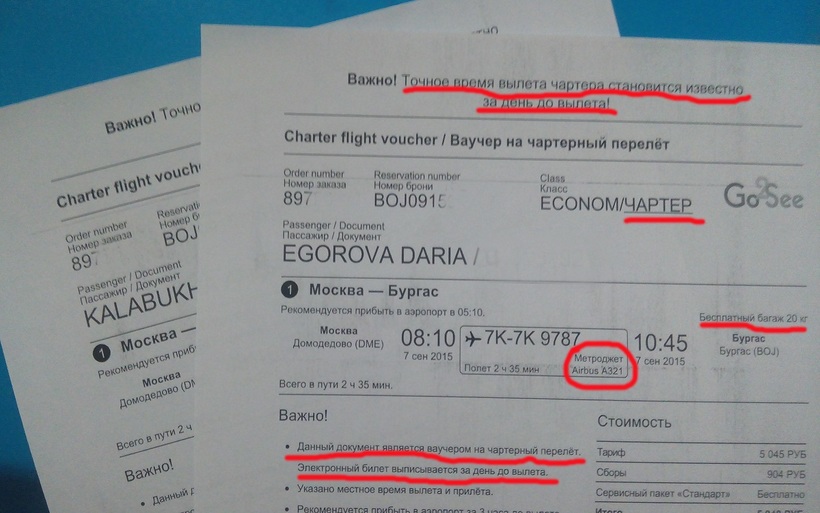 Важно! Точное время вылета чартера становится известно
за день до вылета!
Charter flight voucher / Ваучер на чартерный перелёт
Order number
Номер заказа
897
Reservation number
Номер брони
BOJ0915
Class
Класс
ECONOM/ЧАРТЕР
Go2See
Passenger / Document
Пассажир / Документ
EGOROVA DARIA /
1 Москва — Бургас
Рекомендуется прибыть в аэропорт в 05:10.
Бесплатный багаж 20 кг
Москва
Домодедово (DME)
08:10
7 сен 2015
7K-7K 9787
Полет 2 ч 35 мин
Метроджет
Airbus A321
10:45
7 сен 2015
Бургас
Бургас (BOJ)
Всего в пути 2 ч 35 мин.
Важно!
• Данный документ является ваучером на чартерный перелет.
Электронный билет выписывается за день до вылета.
• Указано местное время вылета и прилёта.
• Рекомендуется прибыть в аэропорт за 3 часа до вылета
Стоимость
Тариф 5 045 РУБ
Сборы 904 РУБ
Сервисный пакет «Стандарт» Бесплатно
Итого
Важно! Точно
Charter flight vouch
Order number
Номер заказа
897
Reservati
Номер б
BOJ
Passenger / Document
Пассажир / Документ
KALABUKH
1 Москва —
Рекомендуется приб
Москва
Домодедово (D
Всего в пути 2 ч
Важно!
• Данный д